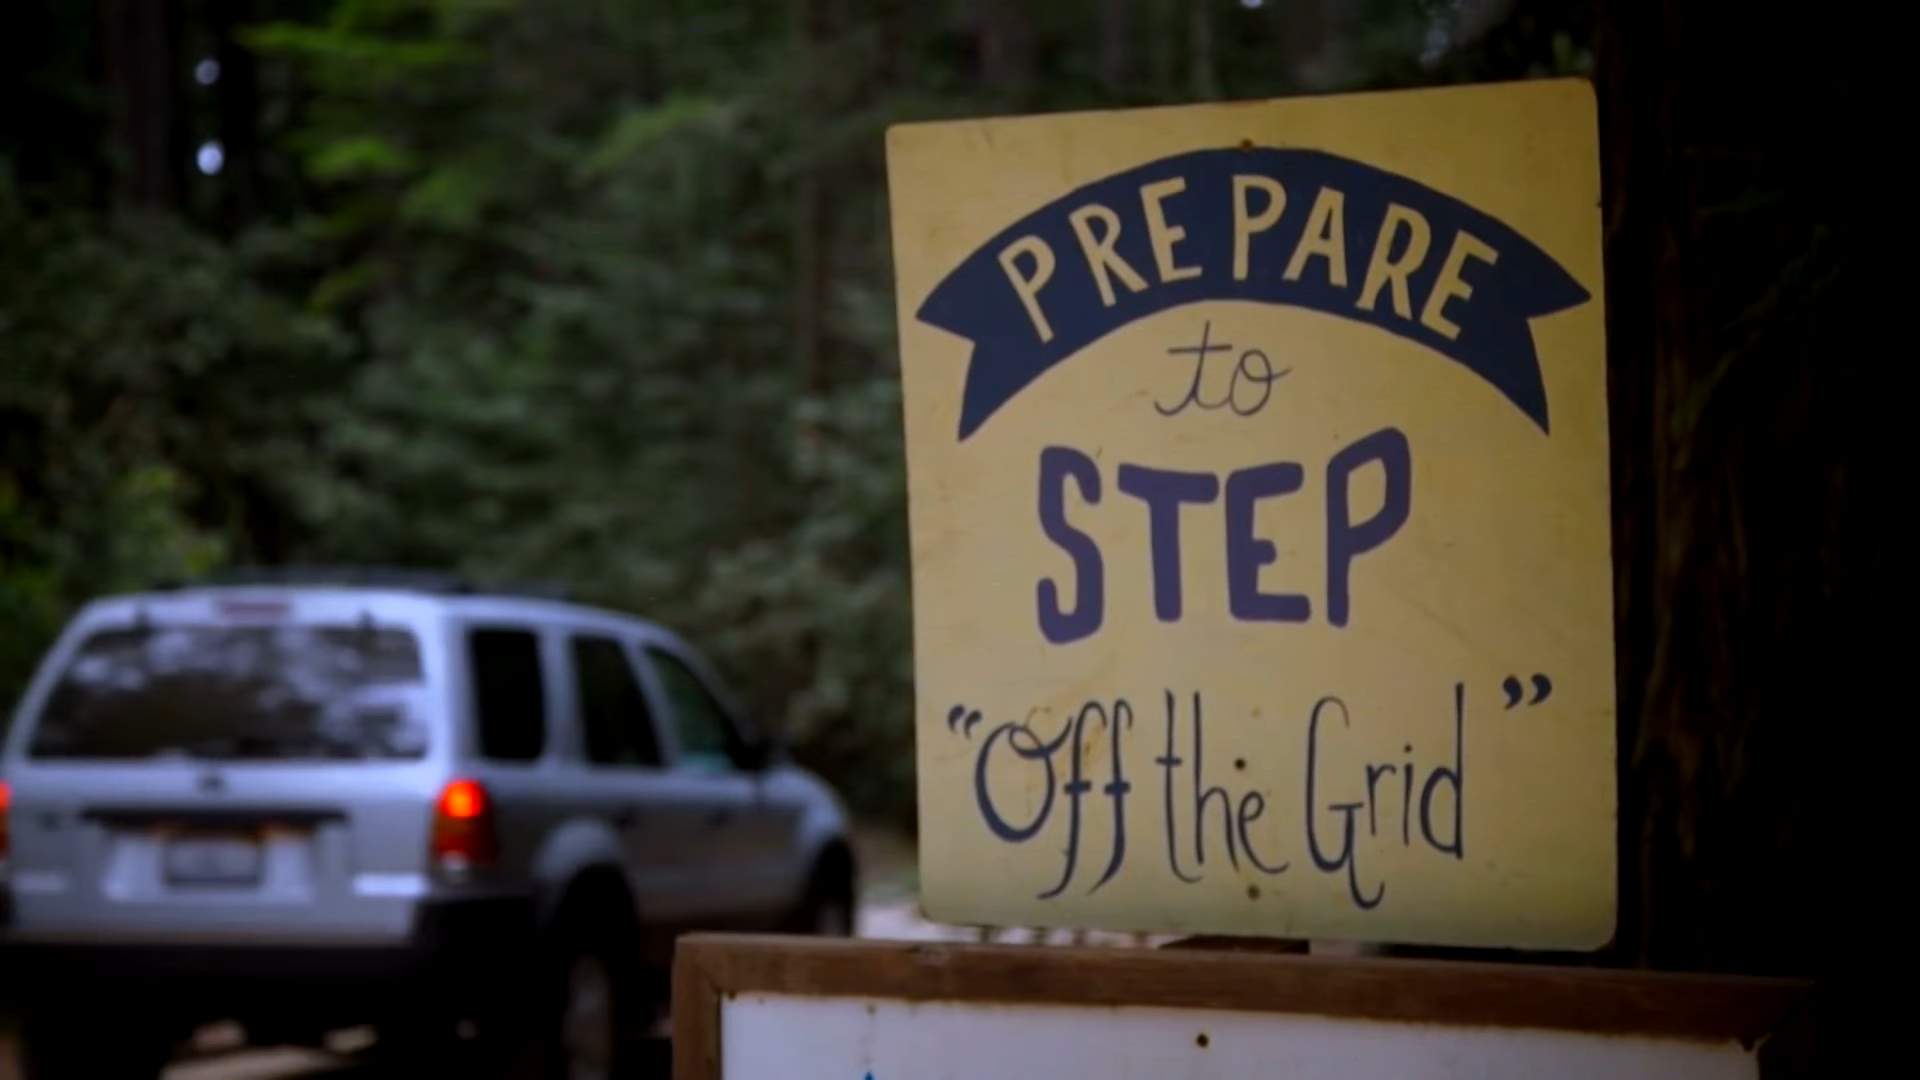 PREPARE
to
STEP
"Off the Grid"